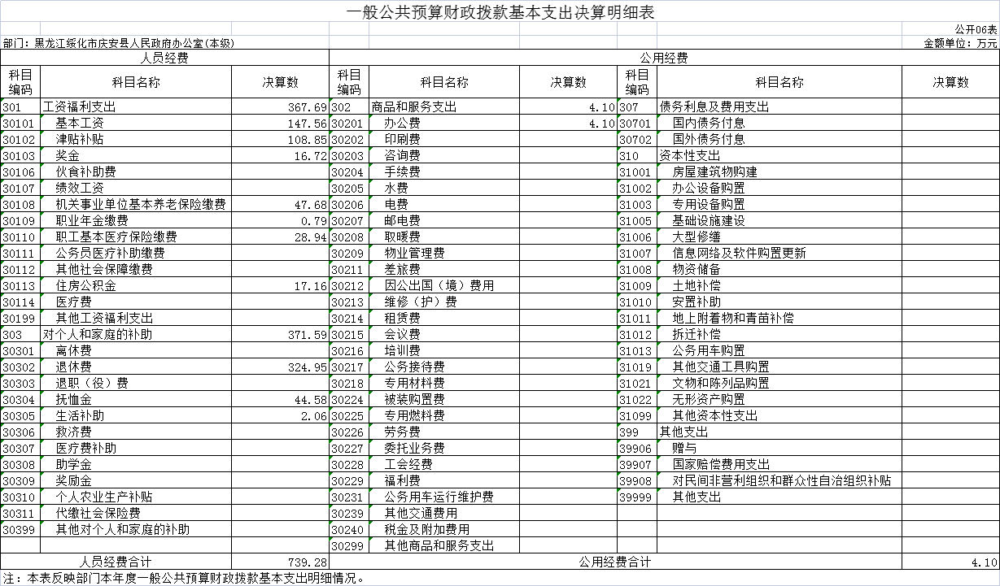 一般公共预算财政拨款基本支出决算明细表
公开06表
部门：黑龙江绥化市庆安县人民政府办公室(本级) 金额单位：万元
人员经费 公用经费
科目编码 科目名称 决算数 科目编码 科目名称 决算数 科目编码 科目名称 决算数
301 工资福利支出 367.69 302 商品和服务支出 4.10 307 债务利息及费用支出
30101 基本工资 147.56 30201 办公费 4.10 30701 国内债务付息
30102 津贴补贴 108.85 30202 印刷费 30702 国外债务付息
30103 奖金 16.72 30203 咨询费 310 资本性支出
30106 伙食补助费 30204 手续费 31001 房屋建筑物购建
30107 绩效工资 30205 水费 31002 办公设备购置
30108 机关事业单位基本养老保险缴费 47.68 30206 电费 31003 专用设备购置
30109 职业年金缴费 0.79 30207 邮电费 31005 基础设施建设
30110 职工基本医疗保险缴费 28.94 30208 取暖费 31006 大型修缮
30111 公务员医疗补助缴费 30209 物业管理费 31007 信息网络及软件购置更新
30112 其他社会保障缴费 30211 差旅费 31008 物资储备
30113 住房公积金 17.16 30212 因公出国（境）费用 31009 土地补偿
30114 医疗费 30213 维修（护）费 31010 安置补助
30199 其他工资福利支出 30214 租赁费 31011 地上附着物和青苗补偿
303 对个人和家庭的补助 371.59 30215 会议费 31012 拆迁补偿
30301 离休费 30216 培训费 31013 公务用车购置
30302 退休费 324.95 30217 公务接待费 31019 其他交通工具购置
30303 退职（役）费 30218 专用材料费 31021 文物和陈列品购置
30304 抚恤金 44.58 30224 被装购置费 31022 无形资产购置
30305 生活补助 2.06 30225 专用燃料费 31099 其他资本性支出
30306 救济费 30226 劳务费 399 其他支出
30307 医疗费补助 30227 委托业务费 39906 赠与
30308 助学金 30228 工会经费 39907 国家赔偿费用支出
30309 奖励金 30229 福利费 39908 对民间非营利组织和群众性自治组织补贴
30310 个人农业生产补贴 30231 公务用车运行维护费 39999 其他支出
30311 代缴社会保险费 30239 其他交通费用
30399 其他对个人和家庭的补助 30240 税金及附加费用
30299 其他商品和服务支出
人员经费合计 739.28 公用经费合计 4.10
注：本表反映部门本年度一般公共预算财政拨款基本支出明细情况。